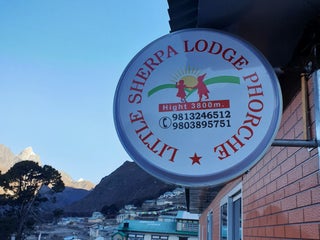 LITTLE SHERPA LODGE PHORCHE
Hight 3800m.
9813246512
9803895751